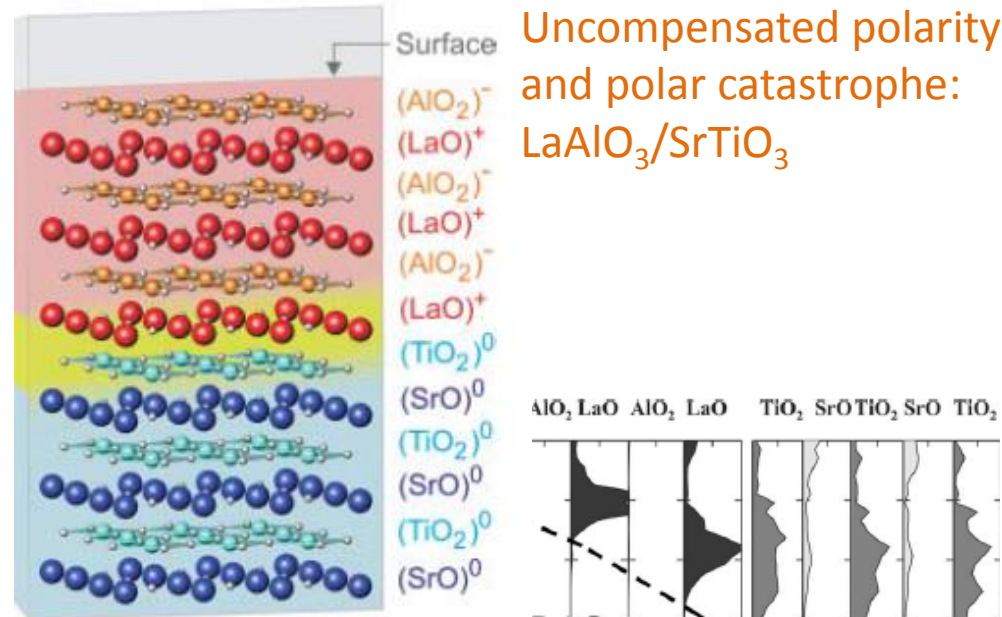 Surface
(AlO₂)⁻
(LaO)⁺
(AlO₂)⁻
(LaO)⁺
(AlO₂)⁻
(LaO)⁺
(TiO₂)⁰
(SrO)⁰
(TiO₂)⁰
(SrO)⁰
(TiO₂)⁰
(SrO)⁰
Uncompensated polarity
and polar catastrophe:
LaAlO₃/SrTiO₃
AlO₂ LaO AlO₂ LaO TiO₂ SrO TiO₂ SrO TiO₂